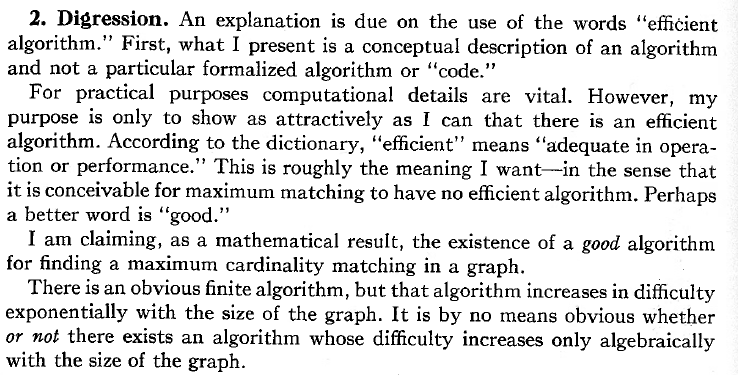 2. Digression. An explanation is due on the use of the words “efficient
algorithm.” First, what I present is a conceptual description of an algorithm
and not a particular formalized algorithm or “code.”
For practical purposes computational details are vital. However, my
purpose is only to show as attractively as I can that there is an efficient
algorithm. According to the dictionary, “efficient” means “adequate in opera-
tion or performance.” This is roughly the meaning I want—in the sense that
it is conceivable for maximum matching to have no efficient algorithm. Perhaps
a better word is “good.”
I am claiming, as a mathematical result, the existence of a good algorithm
for finding a maximum cardinality matching in a graph.
There is an obvious finite algorithm, but that algorithm increases in difficulty
exponentially with the size of the graph. It is by no means obvious whether
or not there exists an algorithm whose difficulty increases only algebraically
with the size of the graph.